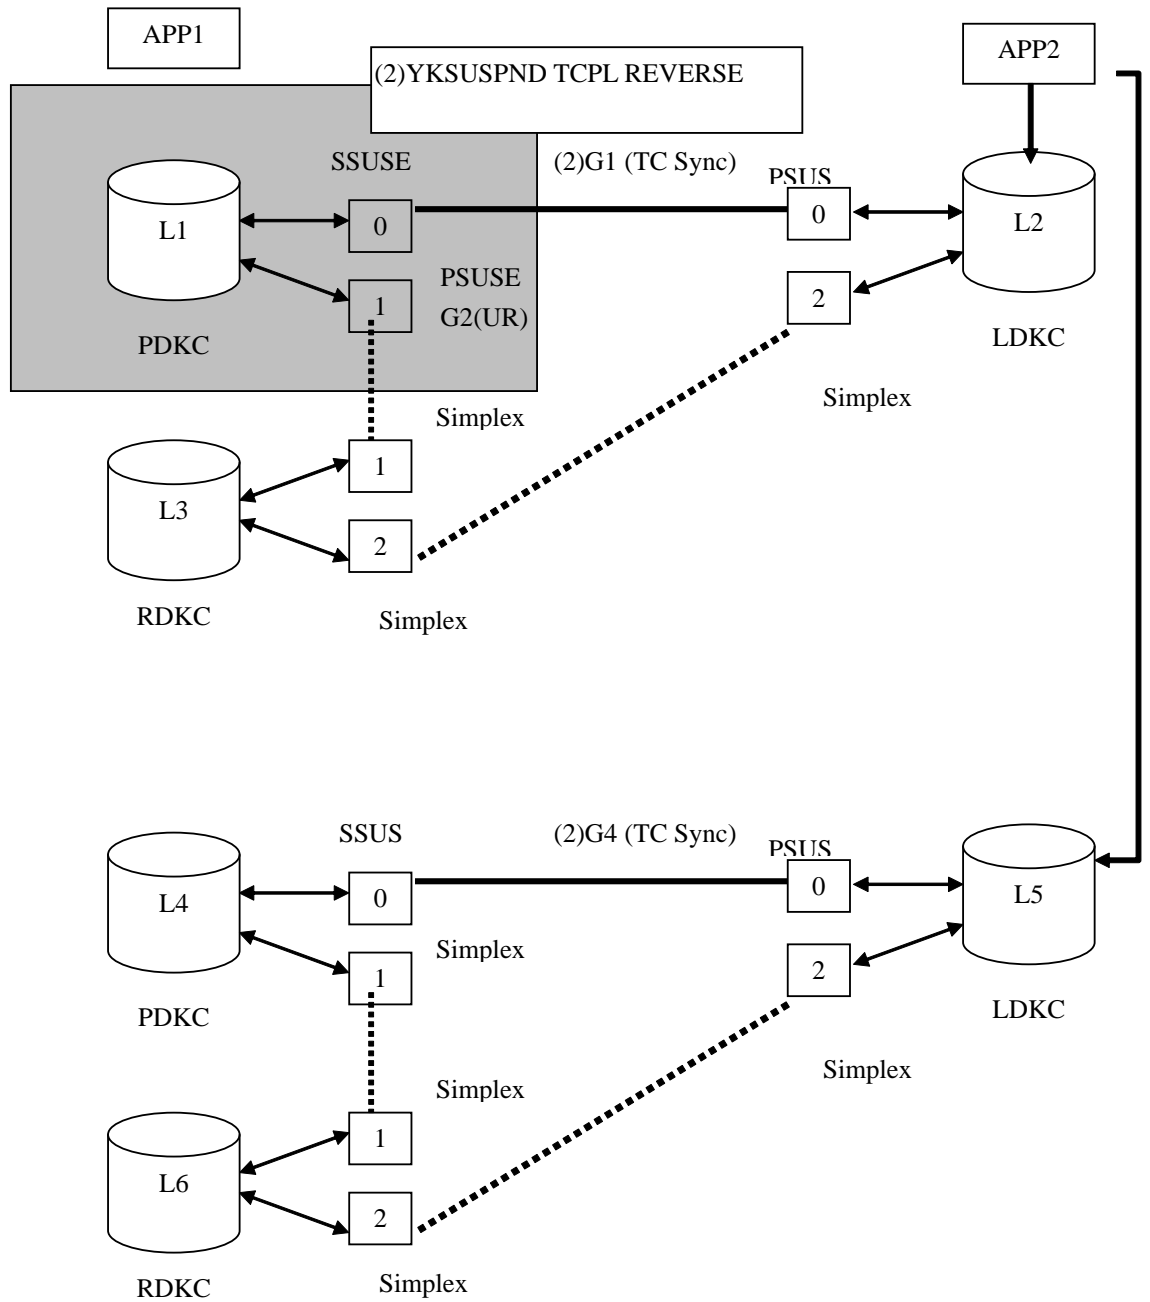 APP1
APP2
(2)YKSUSPND TCPL REVERSE
SSUSE
(2)G1 (TC Sync)
PSUS
L1
0
0
L2
PSUSE
1
G2(UR)
2
PDKC
LDKC
Simplex
Simplex
L3
1
2
RDKC
Simplex
SSUS
(2)G4 (TC Sync)
PSUS
L4
0
0
L5
Simplex
1
2
PDKC
LDKC
Simplex
Simplex
L6
1
2
RDKC
Simplex